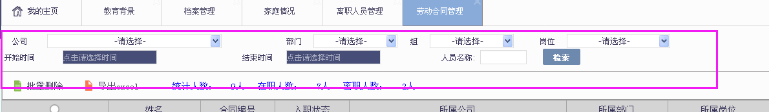 我的主页 教育背景 档案管理 家庭情况 离职人员管理 劳动合同管理
公司 -请选择- 部门 -请选择- 组 -请选择- 岗位 -请选择-
开始时间 点击请选择时间 结束时间 点击请选择时间 人员名称 检索
批量删除 导出excel 统计人数: 在职人数: 离职人数:
姓名 合同编号 入职状态 所属公司 所属部门 所属岗位